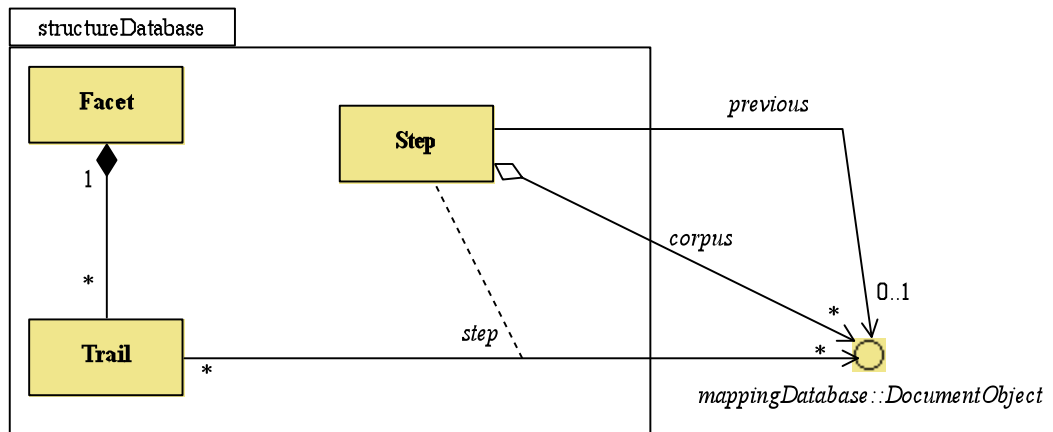 structureDatabase
Facet
previous
Step
1
corpus
*
0..1
*
step
*
Trail
*
mappingDatabase::DocumentObject